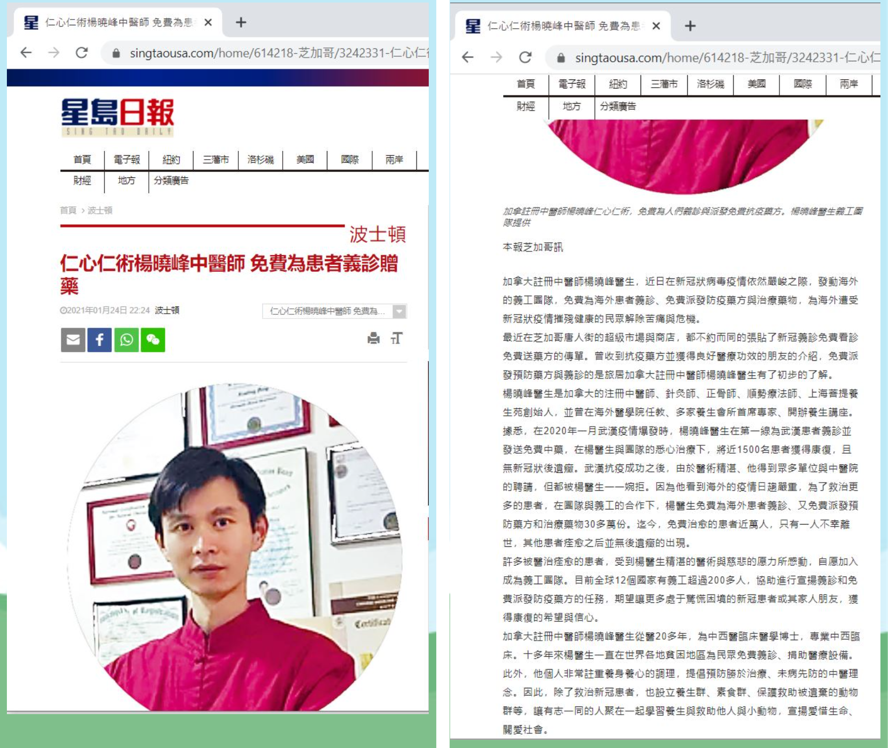 仁心仁術楊曉峰中醫師 免費為患
singtaousa.com/home/614218-芝加哥/3242331-仁心仁
星島日報
SING TAO DAILY
首頁 電子報 紐約 三藩市 洛杉磯 美國 國際 兩岸
財經 地方 分類廣告
首頁 > 波士頓
波士頓
仁心仁術楊曉峰中醫師 免費為患者義診贈
藥
2021年01月24日 22:24 波士頓
仁心仁術楊曉峰中醫師 免費為...
Certificate
仁心仁術楊曉峰中醫師 免費為患
singtaousa.com/home/614218-芝加哥/3242331-仁心仁
首頁 電子報 紐約 三藩市 洛杉磯 美國 國際 兩岸
財經 地方 分類廣告
加拿註冊中醫師楊曉峰仁心仁術，免費為人們義診與派發免費抗疫藥方。楊曉峰醫生義工團
隊提供
本報芝加哥訊
加拿大註冊中醫師楊曉峰醫生，近日在新冠狀病毒疫情依然嚴峻之際，發動海外
的義工團隊，免費為海外患者義診、免費派發防疫藥方與治療藥物，為海外遭受
新冠狀疫情摧殘健康的民眾解除苦痛與危機。
最近在芝加哥唐人街的超級市場與商店，都不約而同的張貼了新冠義診免費看診
免費送藥方的傳單。曾收到抗疫藥方並獲得良好醫療功效的朋友的介紹，免費派
發預防藥方與義診的是旅居加拿大註冊中醫師楊曉峰醫生有了初步的了解。
楊曉峰醫生是加拿大的注冊中醫師、針灸師、正骨師、順勢療法師、上海菩提養
生苑創始人，並曾在海外醫學院任教、多家養生會所首席專家、開辦養生講座。
據悉，在2020年一月武漢疫情爆發時，楊曉峰醫生在第一線為武漢患者義診並
發送免費中藥，在楊醫生與團隊的悉心治療下，將近1500名患者獲得康復，且
無新冠狀後遺癥。武漢抗疫成功之後，由於醫術精湛，他得到眾多單位與中醫院
的聘請，但都被楊醫生一一婉拒。因為他看到海外的疫情日趨嚴重，為了救治更
多的患者，在團隊與義工的合作下，楊醫生免費為海外患者義診、又免費派發預
防藥方和治療藥物30多萬份。迄今，免費治愈的患者近萬人，只有一人不幸離
世，其他患者痊愈之后並無後遺癥的出現。
許多被醫治痊愈的患者，受到楊醫生精湛的醫術與慈悲的愿力所感動，自愿加入
成為義工團隊。目前全球12個國家有義工超過200多人，協助進行宣揚義診和免
費派發防疫藥方的任務，期望讓更多處于驚慌困境的新冠患者或其家人朋友，獲
得康復的希望與信心。
加拿大註冊中醫師楊曉峰醫生從醫20多年，為中西醫臨床醫學博士，專業中西臨
床。十多年來楊醫生一直在世界各地貧困地區為民眾免費義診、捐助醫療設備。
此外，他個人非常註重養身養心的調理，提倡預防勝於治療、未病先防的中醫理
念。因此，除了救治新冠患者，也設立養生群、素食群、保護救助被遺棄的動物
群等，讓有志一同的人聚在一起學習養生與救助他人與小動物，宣揚愛惜生命、
關愛社會。